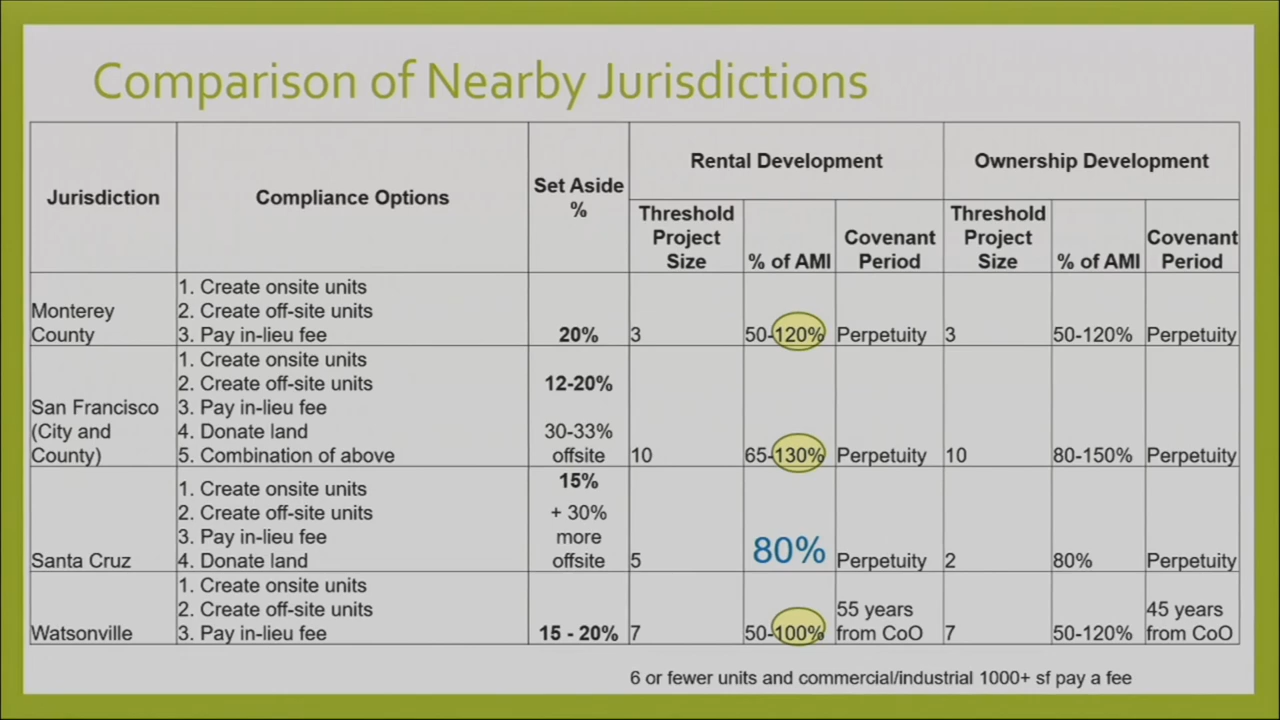 Comparison of Nearby Jurisdictions
Jurisdiction
Compliance Options
Set Aside
%
Rental Development
Ownership Development
Threshold
Project
Size
% of AMI
Covenant
Period
Threshold
Project
Size
% of AMI
Covenant
Period
Monterey
County
1. Create onsite units
2. Create off-site units
3. Pay in-lieu fee
20%
3
50-120%
Perpetuity
3
50-120%
Perpetuity
San Francisco
(City and
County)
1. Create onsite units
2. Create off-site units
3. Pay in-lieu fee
4. Donate land
5. Combination of above
12-20%
30-33%
offsite
10
65-130%
Perpetuity
10
80-150%
Perpetuity
Santa Cruz
1. Create onsite units
2. Create off-site units
3. Pay in-lieu fee
4. Donate land
15%
+ 30%
more
offsite
5
80%
Perpetuity
2
80%
Perpetuity
Watsonville
1. Create onsite units
2. Create off-site units
3. Pay in-lieu fee
15 - 20%
7
50-100%
55 years
from CoO
7
50-120%
45 years
from CoO
6 or fewer units and commercial/industrial 1000+ sf pay a fee